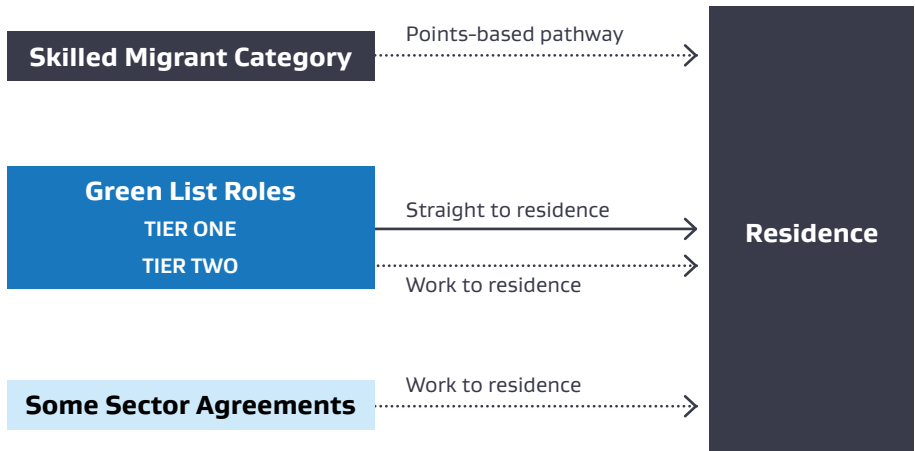 Points-based pathway
Skilled Migrant Category
Green List Roles
TIER ONE
Straight to residence
TIER TWO
Work to residence
Residence
Work to residence
Some Sector Agreements